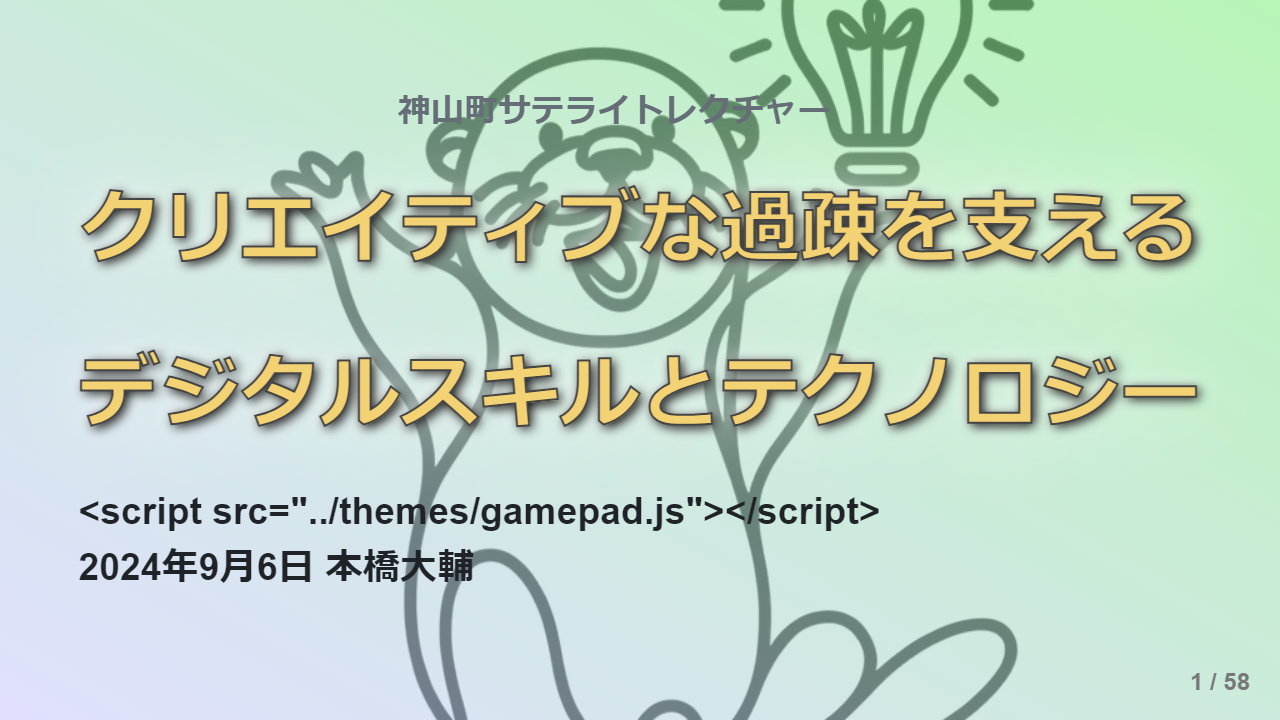 神山町サテライトレクチャー
クリエイティブな過疎を支える
デジタルスキルとテクノロジー
<script src="../themes/gamepad.js"></script>
2024年9月6日 本橋大輔
1 / 58